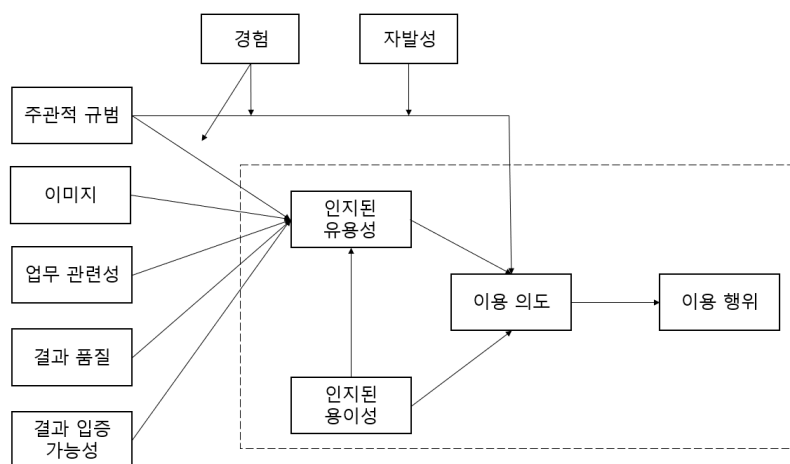 경험
자발성
주관적 규범
이미지
인지된
유용성
업무 관련성
이용 의도
이용 행위
결과 품질
인지된
용이성
결과 입증
가능성